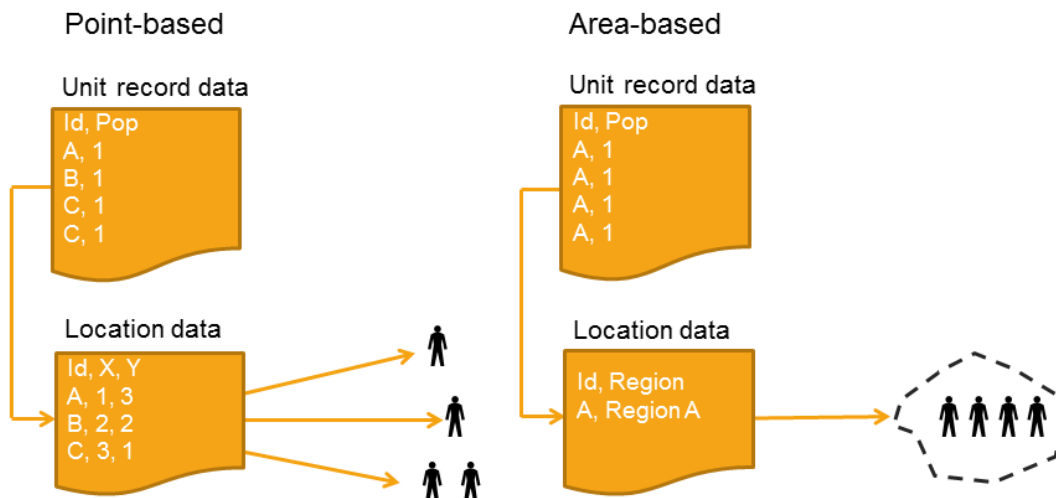 Point-based
Unit record data
Id, Pop
A, 1
B, 1
C, 1
C, 1
Location data
Id, X, Y
A, 1, 3
B, 2, 2
C, 3, 1
Area-based
Unit record data
Id, Pop
A, 1
A, 1
A, 1
A, 1
Location data
Id, Region
A, Region A